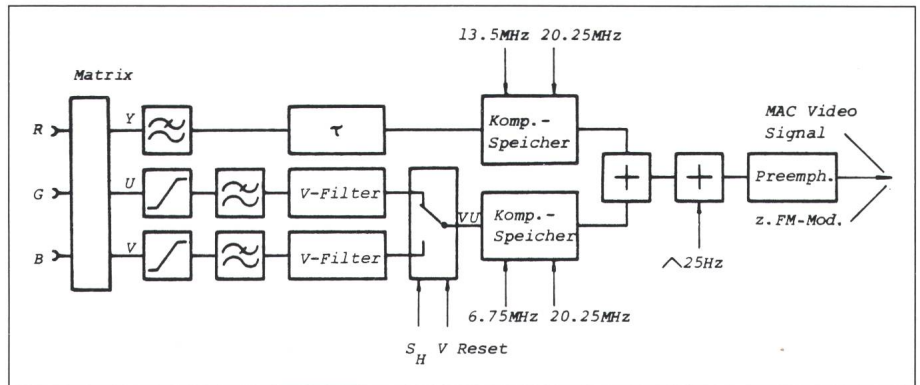 13.5MHz 20.25MHz
Matrix
R
Y
τ
Komp.-
Speicher
MAC Video
Signal
G
U
V-Filter
VU
Komp.-
Speicher
+
+
Preemph.
z.FM-Mod.
B
V
V-Filter
25Hz
6.75MHz 20.25MHz
S_H V Reset